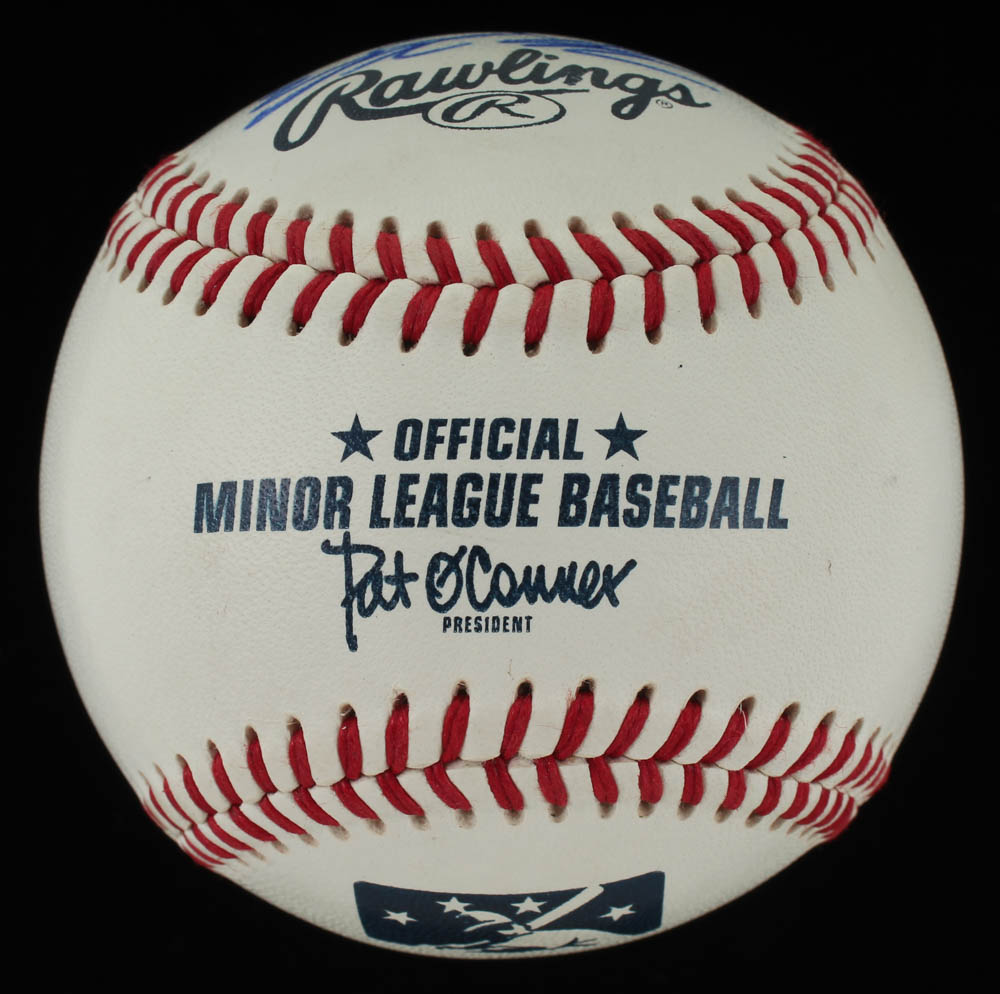 Rawlings®
R
★ OFFICIAL ★
MINOR LEAGUE BASEBALL
Pat O'Conner
PRESIDENT